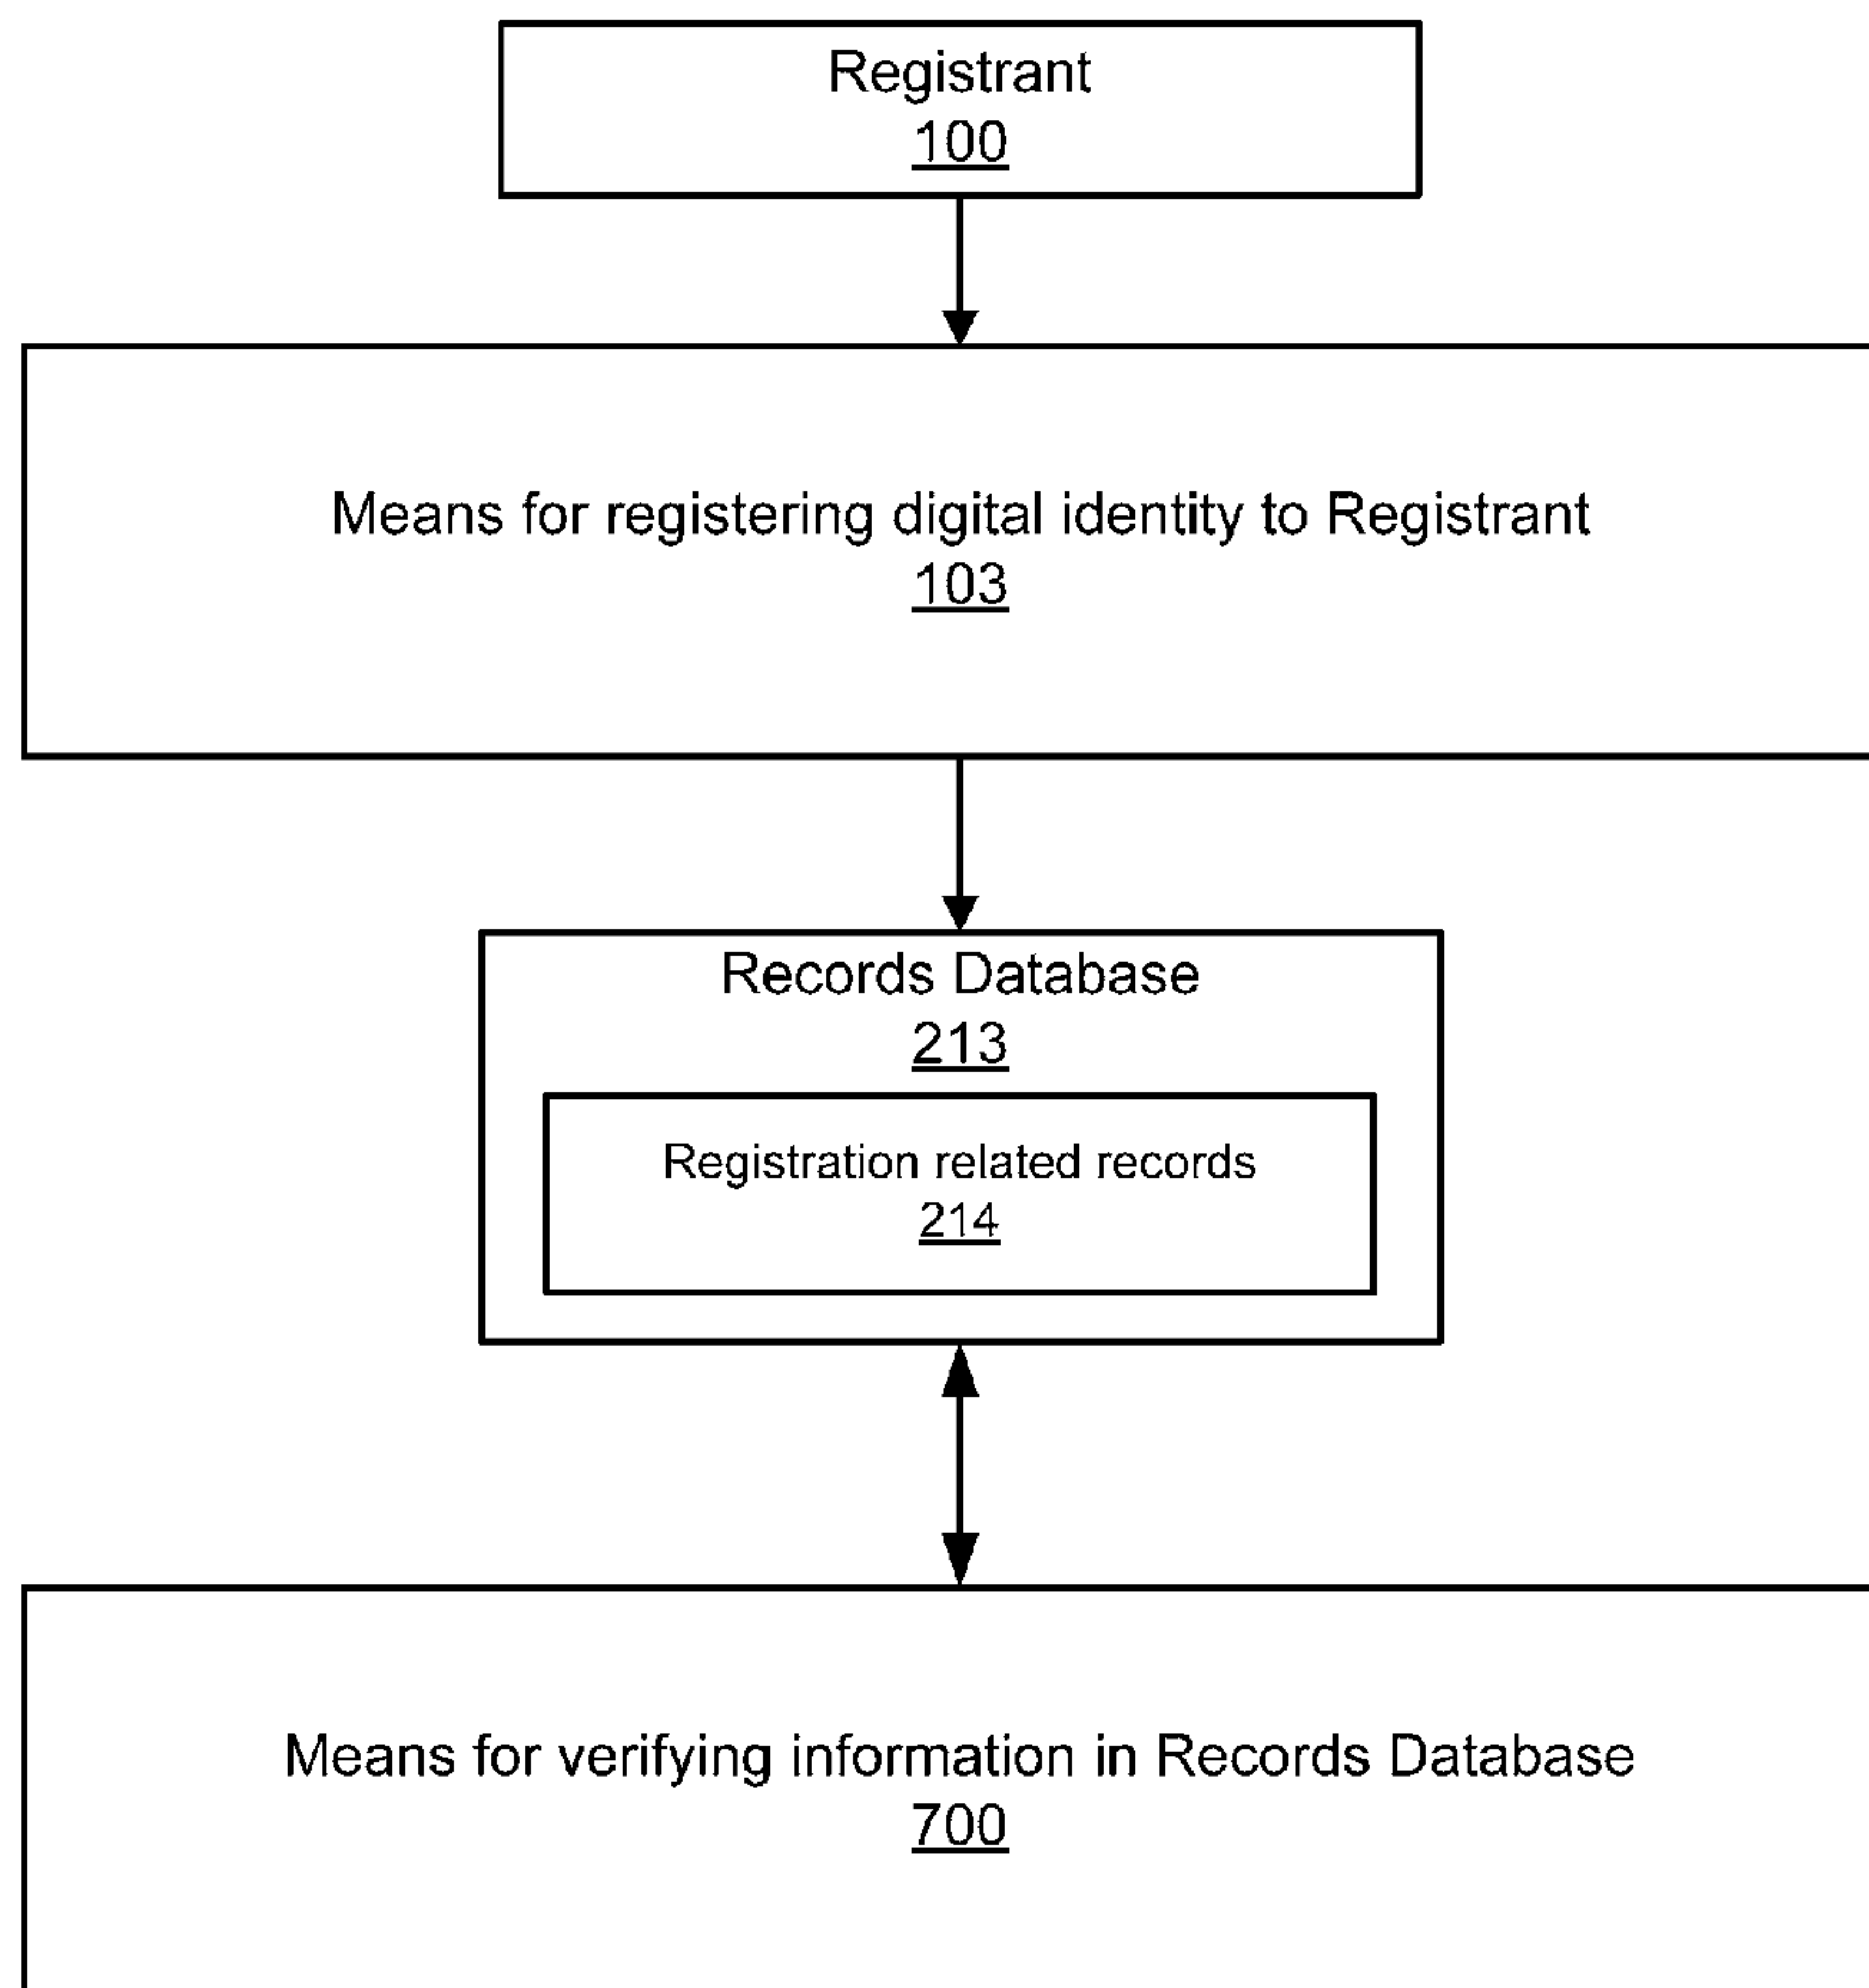 Registrant
100
Means for registering digital identity to Registrant
103
Records Database
213
Registration related records
214
Means for verifying information in Records Database
700